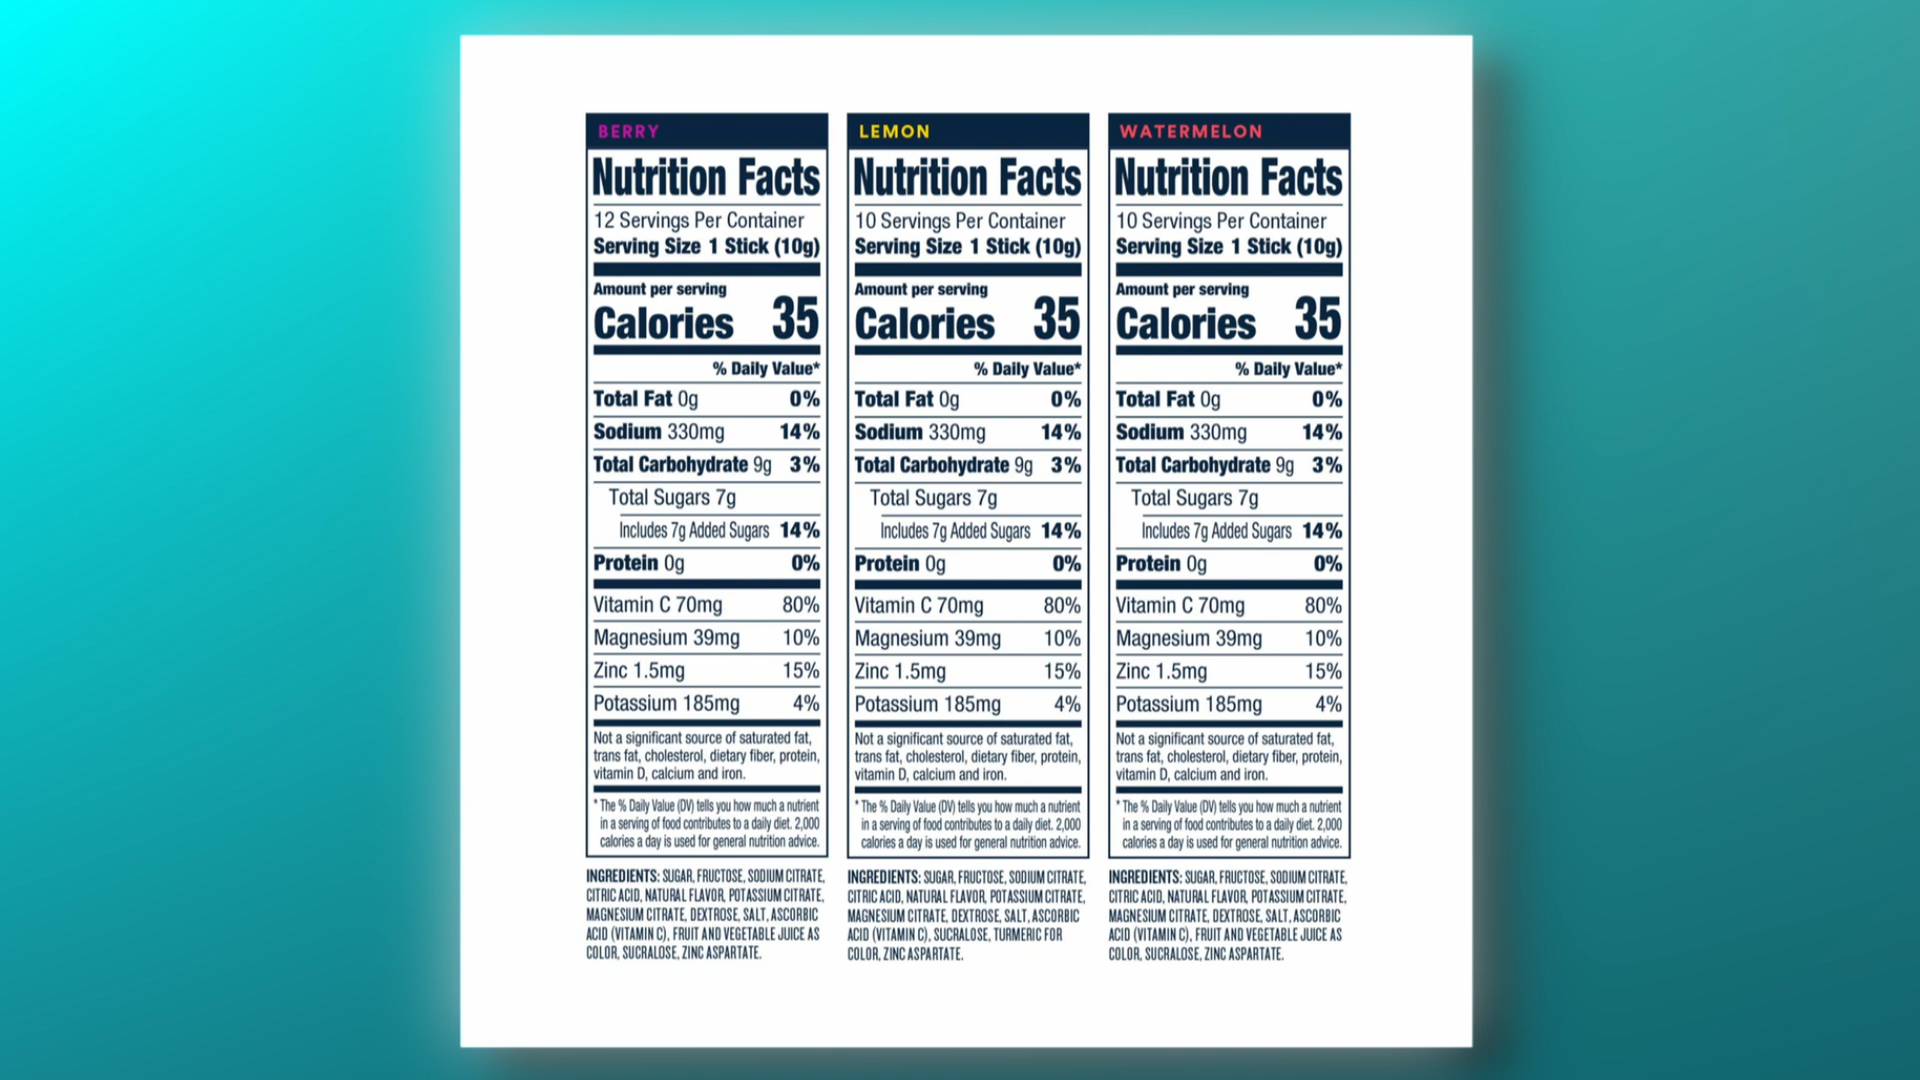 BERRY
Nutrition Facts
12 Servings Per Container
Serving Size 1 Stick (10g)
Amount per serving
Calories 35
% Daily Value*
Total Fat 0g 0%
Sodium 330mg 14%
Total Carbohydrate 9g 3%
Total Sugars 7g
Includes 7g Added Sugars 14%
Protein 0g 0%
Vitamin C 70mg 80%
Magnesium 39mg 10%
Zinc 1.5mg 15%
Potassium 185mg 4%
Not a significant source of saturated fat,
trans fat, cholesterol, dietary fiber, protein,
vitamin D, calcium and iron.
* The % Daily Value (DV) tells you how much a nutrient
in a serving of food contributes to a daily diet. 2,000
calories a day is used for general nutrition advice.
INGREDIENTS: SUGAR, FRUCTOSE, SODIUM CITRATE,
CITRIC ACID, NATURAL FLAVOR, POTASSIUM CITRATE,
MAGNESIUM CITRATE, DEXTROSE, SALT, ASCORBIC
ACID (VITAMIN C), FRUIT AND VEGETABLE JUICE AS
COLOR, SUCRALOSE, ZINC ASPARTATE.
LEMON
Nutrition Facts
10 Servings Per Container
Serving Size 1 Stick (10g)
Amount per serving
Calories 35
% Daily Value*
Total Fat 0g 0%
Sodium 330mg 14%
Total Carbohydrate 9g 3%
Total Sugars 7g
Includes 7g Added Sugars 14%
Protein 0g 0%
Vitamin C 70mg 80%
Magnesium 39mg 10%
Zinc 1.5mg 15%
Potassium 185mg 4%
Not a significant source of saturated fat,
trans fat, cholesterol, dietary fiber, protein,
vitamin D, calcium and iron.
* The % Daily Value (DV) tells you how much a nutrient
in a serving of food contributes to a daily diet. 2,000
calories a day is used for general nutrition advice.
INGREDIENTS: SUGAR, FRUCTOSE, SODIUM CITRATE,
CITRIC ACID, NATURAL FLAVOR, POTASSIUM CITRATE,
MAGNESIUM CITRATE, DEXTROSE, SALT, ASCORBIC
ACID (VITAMIN C), SUCRALOSE, TURMERIC FOR
COLOR, ZINC ASPARTATE.
WATERMELON
Nutrition Facts
10 Servings Per Container
Serving Size 1 Stick (10g)
Amount per serving
Calories 35
% Daily Value*
Total Fat 0g 0%
Sodium 330mg 14%
Total Carbohydrate 9g 3%
Total Sugars 7g
Includes 7g Added Sugars 14%
Protein 0g 0%
Vitamin C 70mg 80%
Magnesium 39mg 10%
Zinc 1.5mg 15%
Potassium 185mg 4%
Not a significant source of saturated fat,
trans fat, cholesterol, dietary fiber, protein,
vitamin D, calcium and iron.
* The % Daily Value (DV) tells you how much a nutrient
in a serving of food contributes to a daily diet. 2,000
calories a day is used for general nutrition advice.
INGREDIENTS: SUGAR, FRUCTOSE, SODIUM CITRATE,
CITRIC ACID, NATURAL FLAVOR, POTASSIUM CITRATE,
MAGNESIUM CITRATE, DEXTROSE, SALT, ASCORBIC
ACID (VITAMIN C), FRUIT AND VEGETABLE JUICE AS
COLOR, SUCRALOSE, ZINC ASPARTATE.